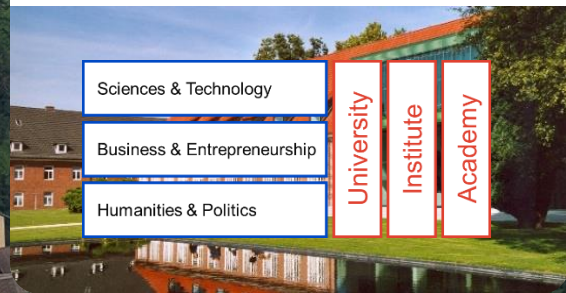 Sciences & Technology
Business & Entrepreneurship
Humanities & Politics
University
Institute
Academy